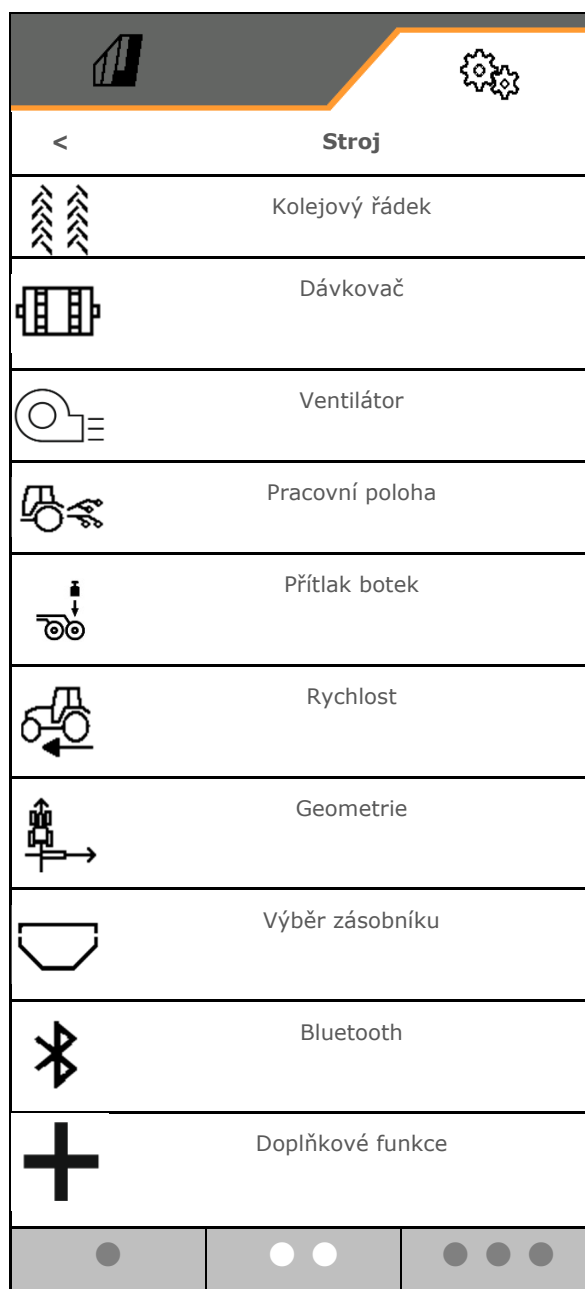 < Stroj
Kolejový řádek
Dávkovač
Ventilátor
Pracovní poloha
Přítlak botek
Rychlost
Geometrie
Výběr zásobníku
Bluetooth
Doplňkové funkce